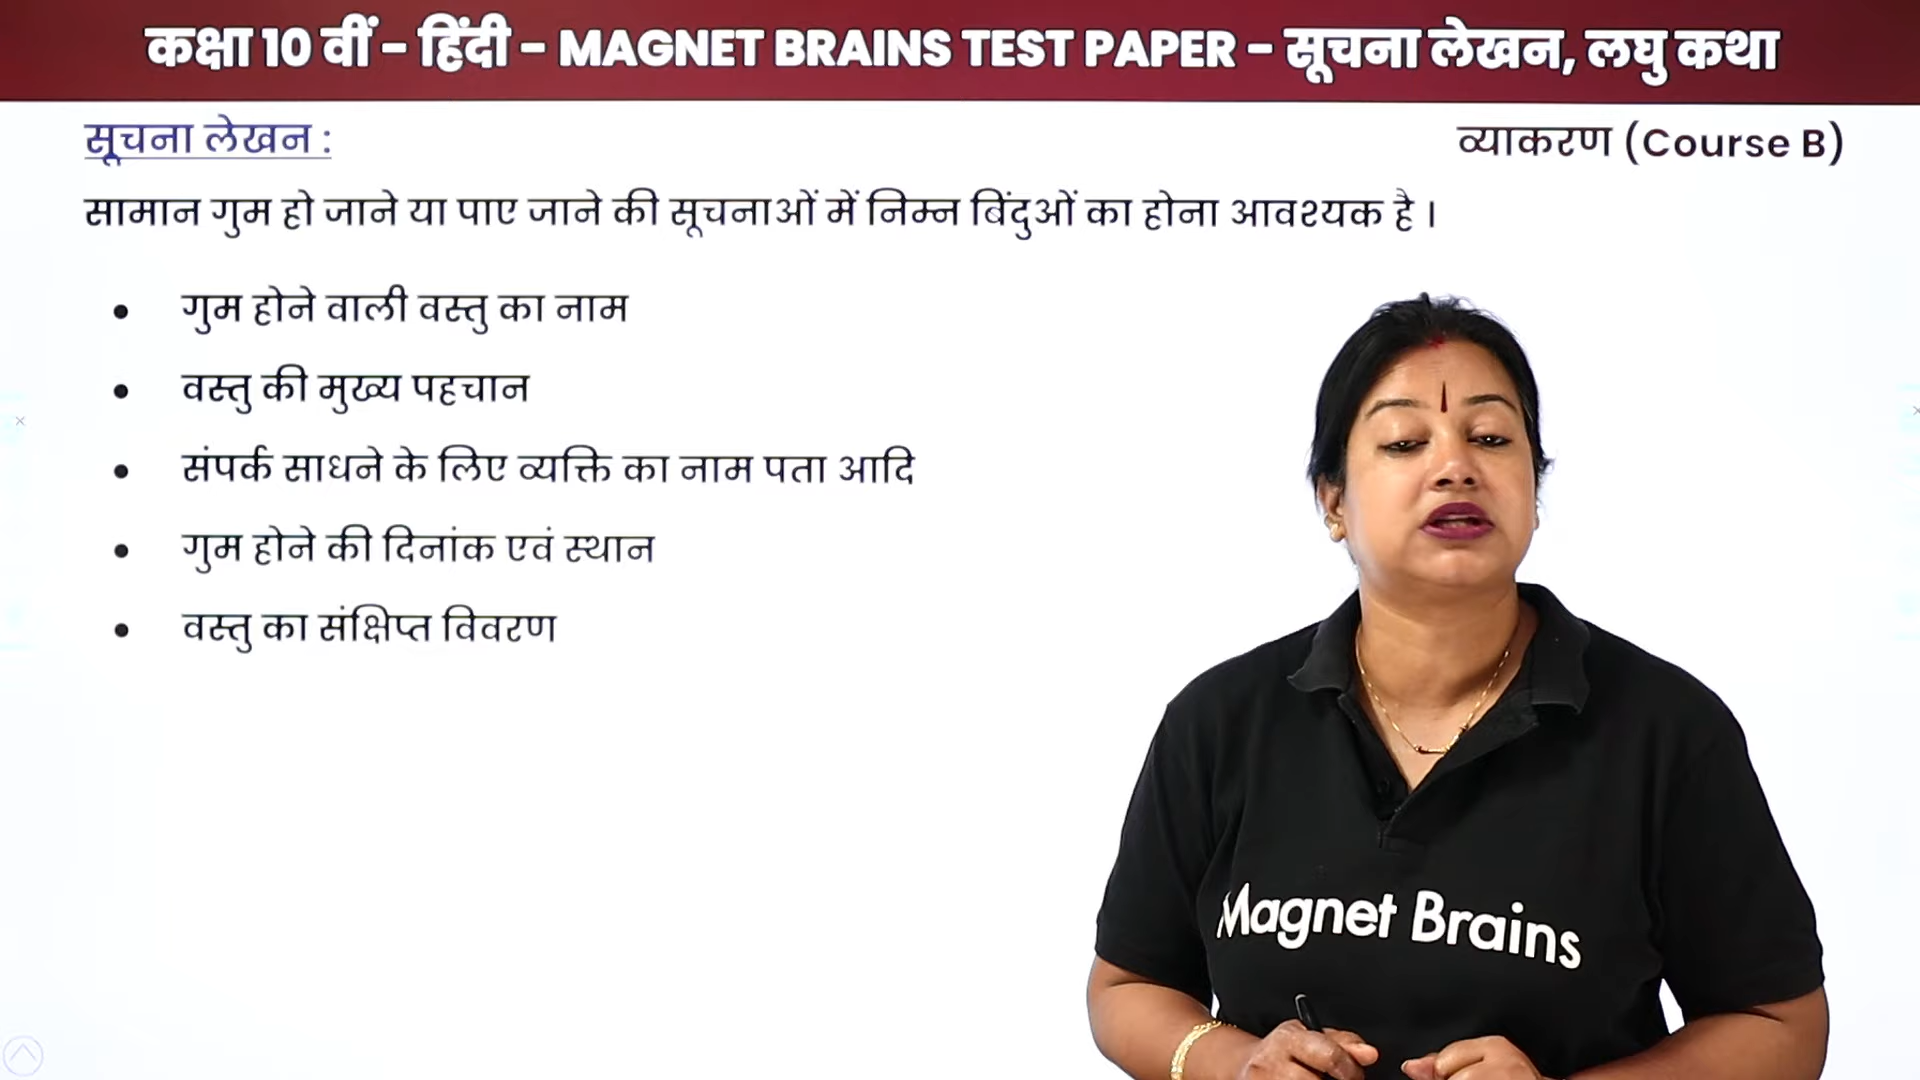 कक्षा 10 वीं - हिंदी - MAGNET BRAINS TEST PAPER - सूचना लेखन, लघु कथा
सूचना लेखन :
व्याकरण (Course B)
सामान गुम हो जाने या पाए जाने की सूचनाओं में निम्न बिंदुओं का होना आवश्यक है ।
• गुम होने वाली वस्तु का नाम
• वस्तु की मुख्य पहचान
• संपर्क साधने के लिए व्यक्ति का नाम पता आदि
• गुम होने की दिनांक एवं स्थान
• वस्तु का संक्षिप्त विवरण
Magnet Brains